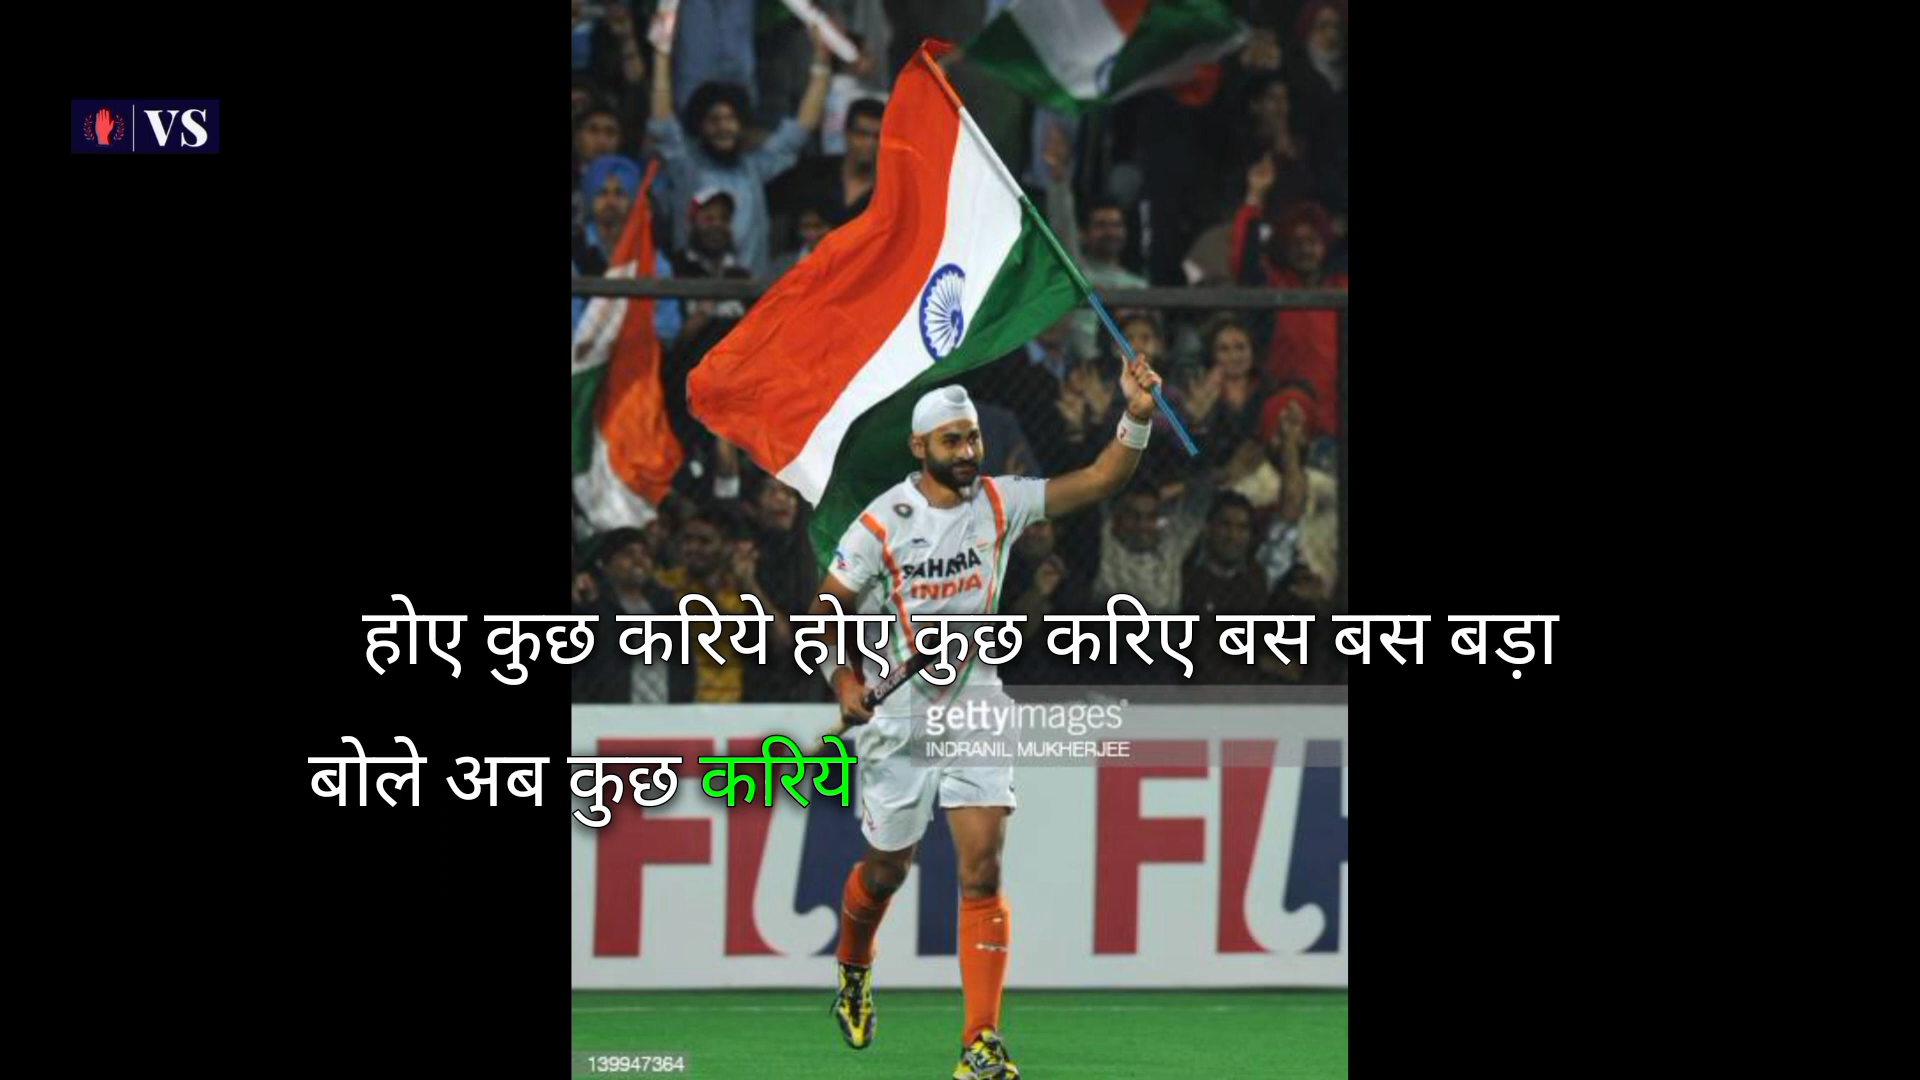 VS
होए कुछ करिये होए कुछ करिए बस बस बड़ा
बोले अब कुछ करिये
SAHARA
INDIA
gettyimages
INDRANIL MUKHERJEE
FIH FIH
139947364